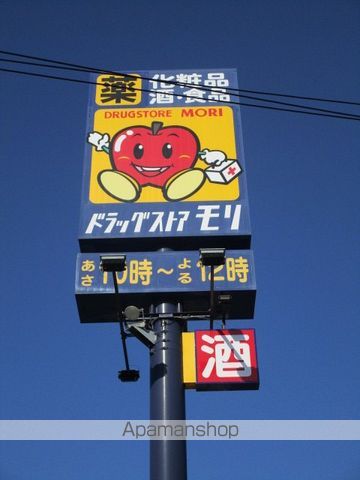 薬 化粧品
酒・食品
DRUGSTORE MORI
ドラッグストアモリ
あさ10時〜よる12時
酒
Apamanshop